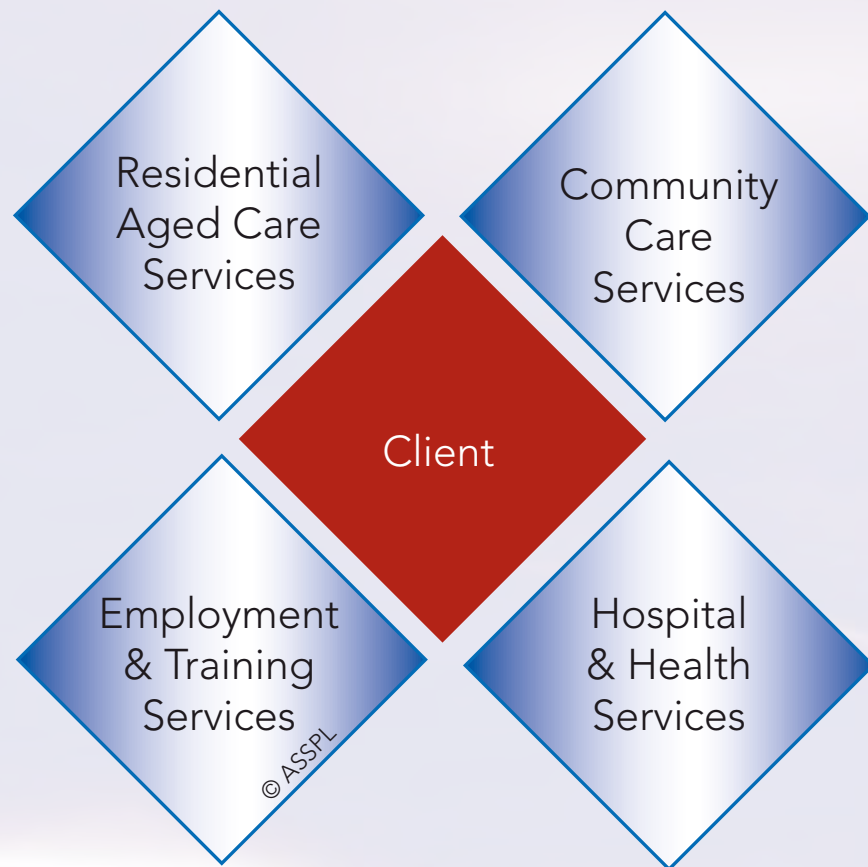 Residential
Aged Care
Services
Community
Care
Services
Client
Employment
& Training
Services
© ASSPL
Hospital
& Health
Services